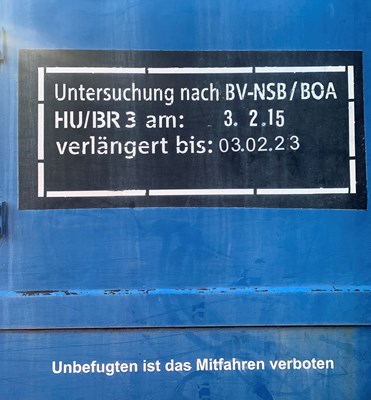 Untersuchung nach BV-NSB/BOA
HU/BR 3 am: 3. 2.15
verlängert bis: 03.02.23
Unbefugten ist das Mitfahren verboten